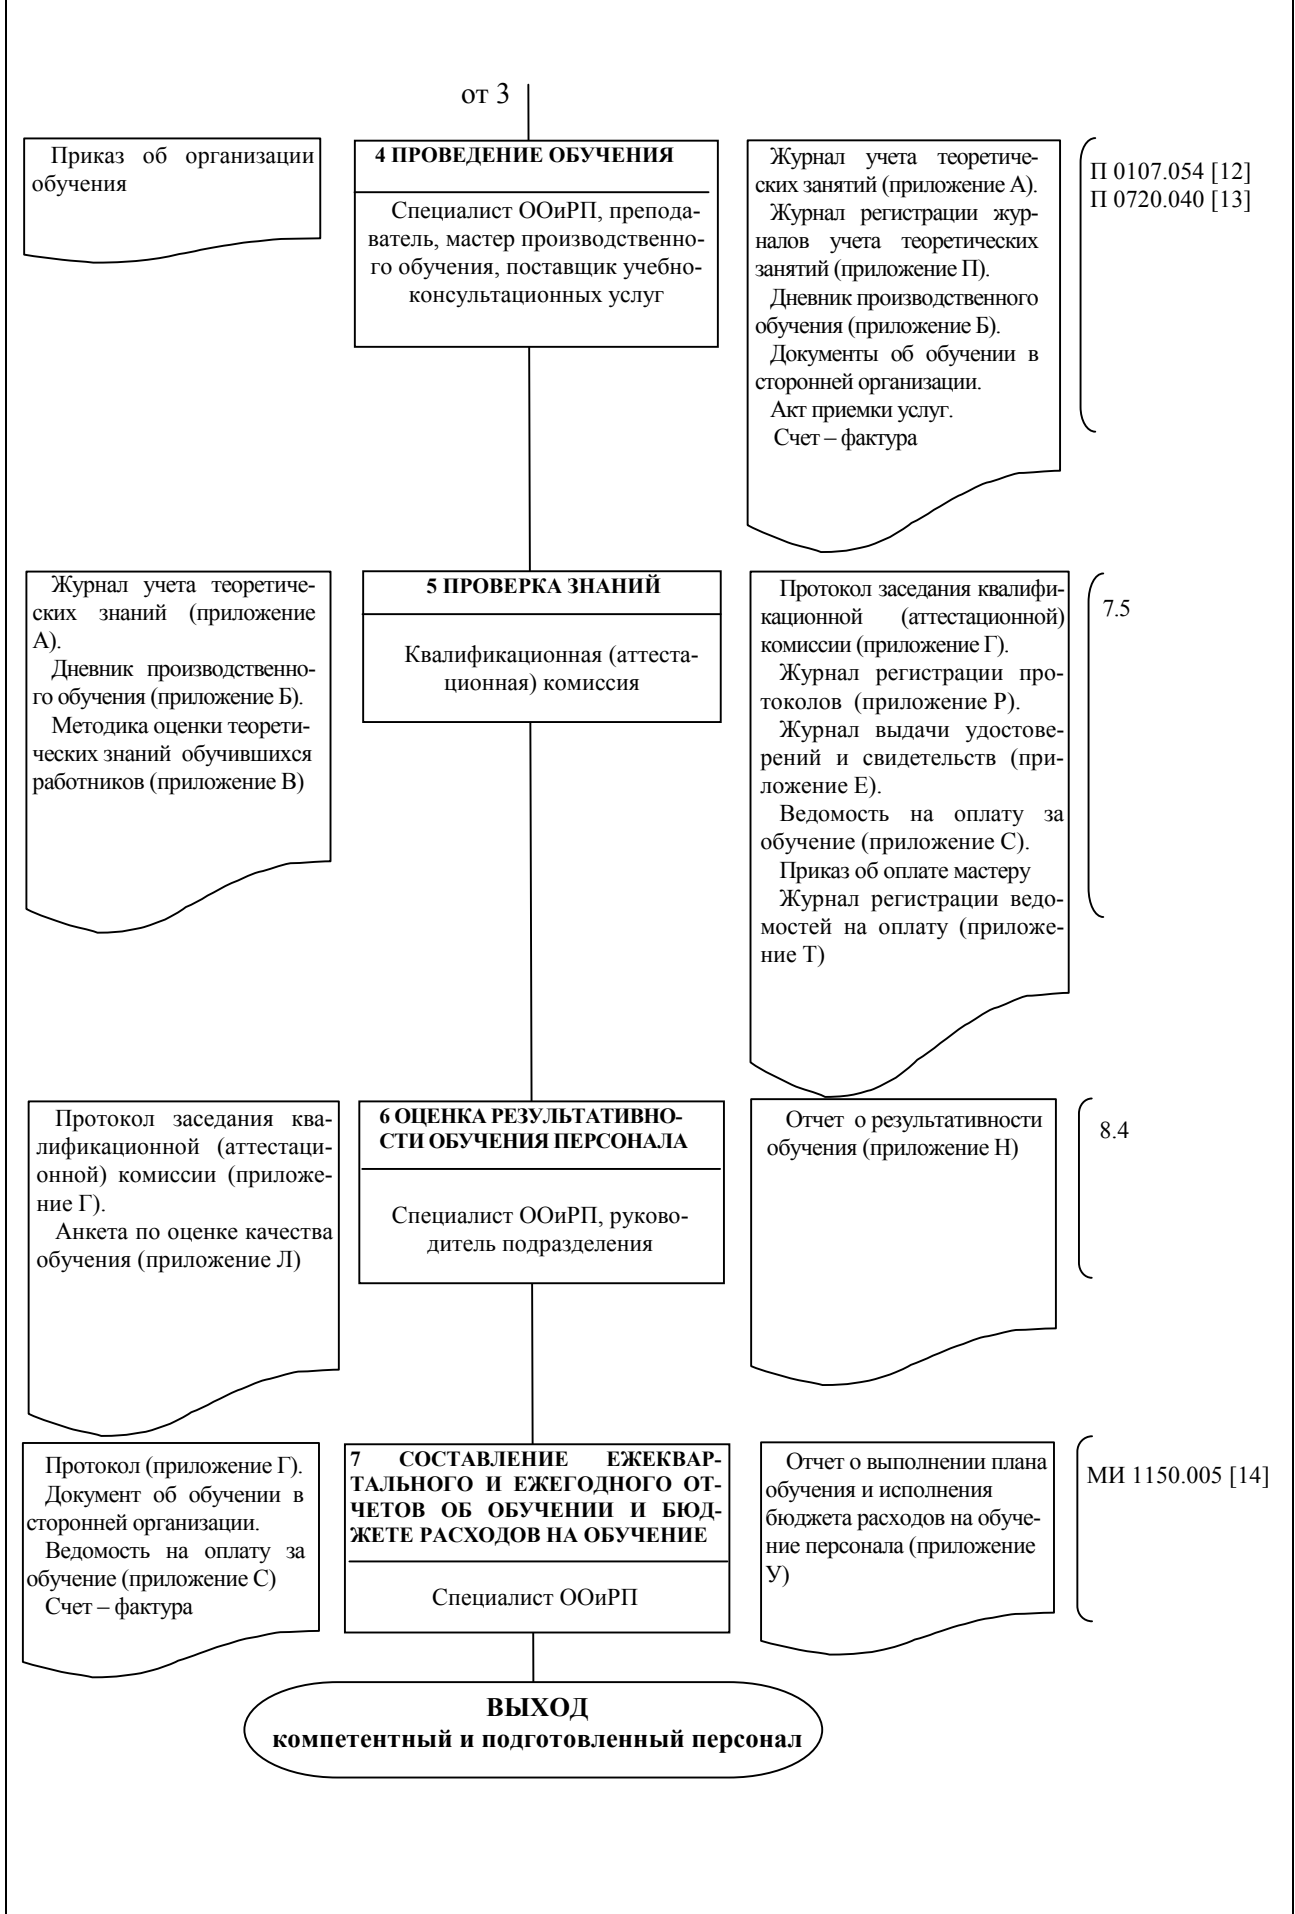 от 3
Приказ об организации
обучения
4 ПРОВЕДЕНИЕ ОБУЧЕНИЯ
Специалист ООиРП, препода-
ватель, мастер производственно-
го обучения, поставщик учебно-
консультационных услуг
Журнал учета теоретиче-
ских занятий (приложение А).
Журнал регистрации жур-
налов учета теоретических
занятий (приложение П).
Дневник производственного
обучения (приложение Б).
Документы об обучении в
сторонней организации.
Акт приемки услуг.
Счет – фактура
П 0107.054 [12]
П 0720.040 [13]
Журнал учета теоретиче-
ских знаний (приложение
А).
Дневник производственно-
го обучения (приложение Б).
Методика оценки теорети-
ческих знаний обучившихся
работников (приложение В)
5 ПРОВЕРКА ЗНАНИЙ
Квалификационная (аттеста-
ционная) комиссия
Протокол заседания квалифи-
кационной (аттестационной)
комиссии (приложение Г).
Журнал регистрации про-
токолов (приложение Р).
Журнал выдачи удостове-
рений и свидетельств (при-
ложение Е).
Ведомость на оплату за
обучение (приложение С).
Приказ об оплате мастеру
Журнал регистрации ведо-
мостей на оплату (приложе-
ние Т)
7.5
Протокол заседания ква-
лификационной (аттестаци-
онной) комиссии (приложе-
ние Г).
Анкета по оценке качества
обучения (приложение Л)
6 ОЦЕНКА РЕЗУЛЬТАТИВНО-
СТИ ОБУЧЕНИЯ ПЕРСОНАЛА
Специалист ООиРП, руково-
дитель подразделения
Отчет о результативности
обучения (приложение Н)
8.4
Протокол (приложение Г).
Документ об обучении в
сторонней организации.
Ведомость на оплату за
обучение (приложение С)
Счет – фактура
7 СОСТАВЛЕНИЕ ЕЖЕКВАР-
ТАЛЬНОГО И ЕЖЕГОДНОГО ОТ-
ЧЕТОВ ОБ ОБУЧЕНИИ И БЮД-
ЖЕТЕ РАСХОДОВ НА ОБУЧЕНИЕ
Специалист ООиРП
Отчет о выполнении плана
обучения и исполнения
бюджета расходов на обуче-
ние персонала (приложение
У)
МИ 1150.005 [14]
ВЫХОД
компетентный и подготовленный персонал